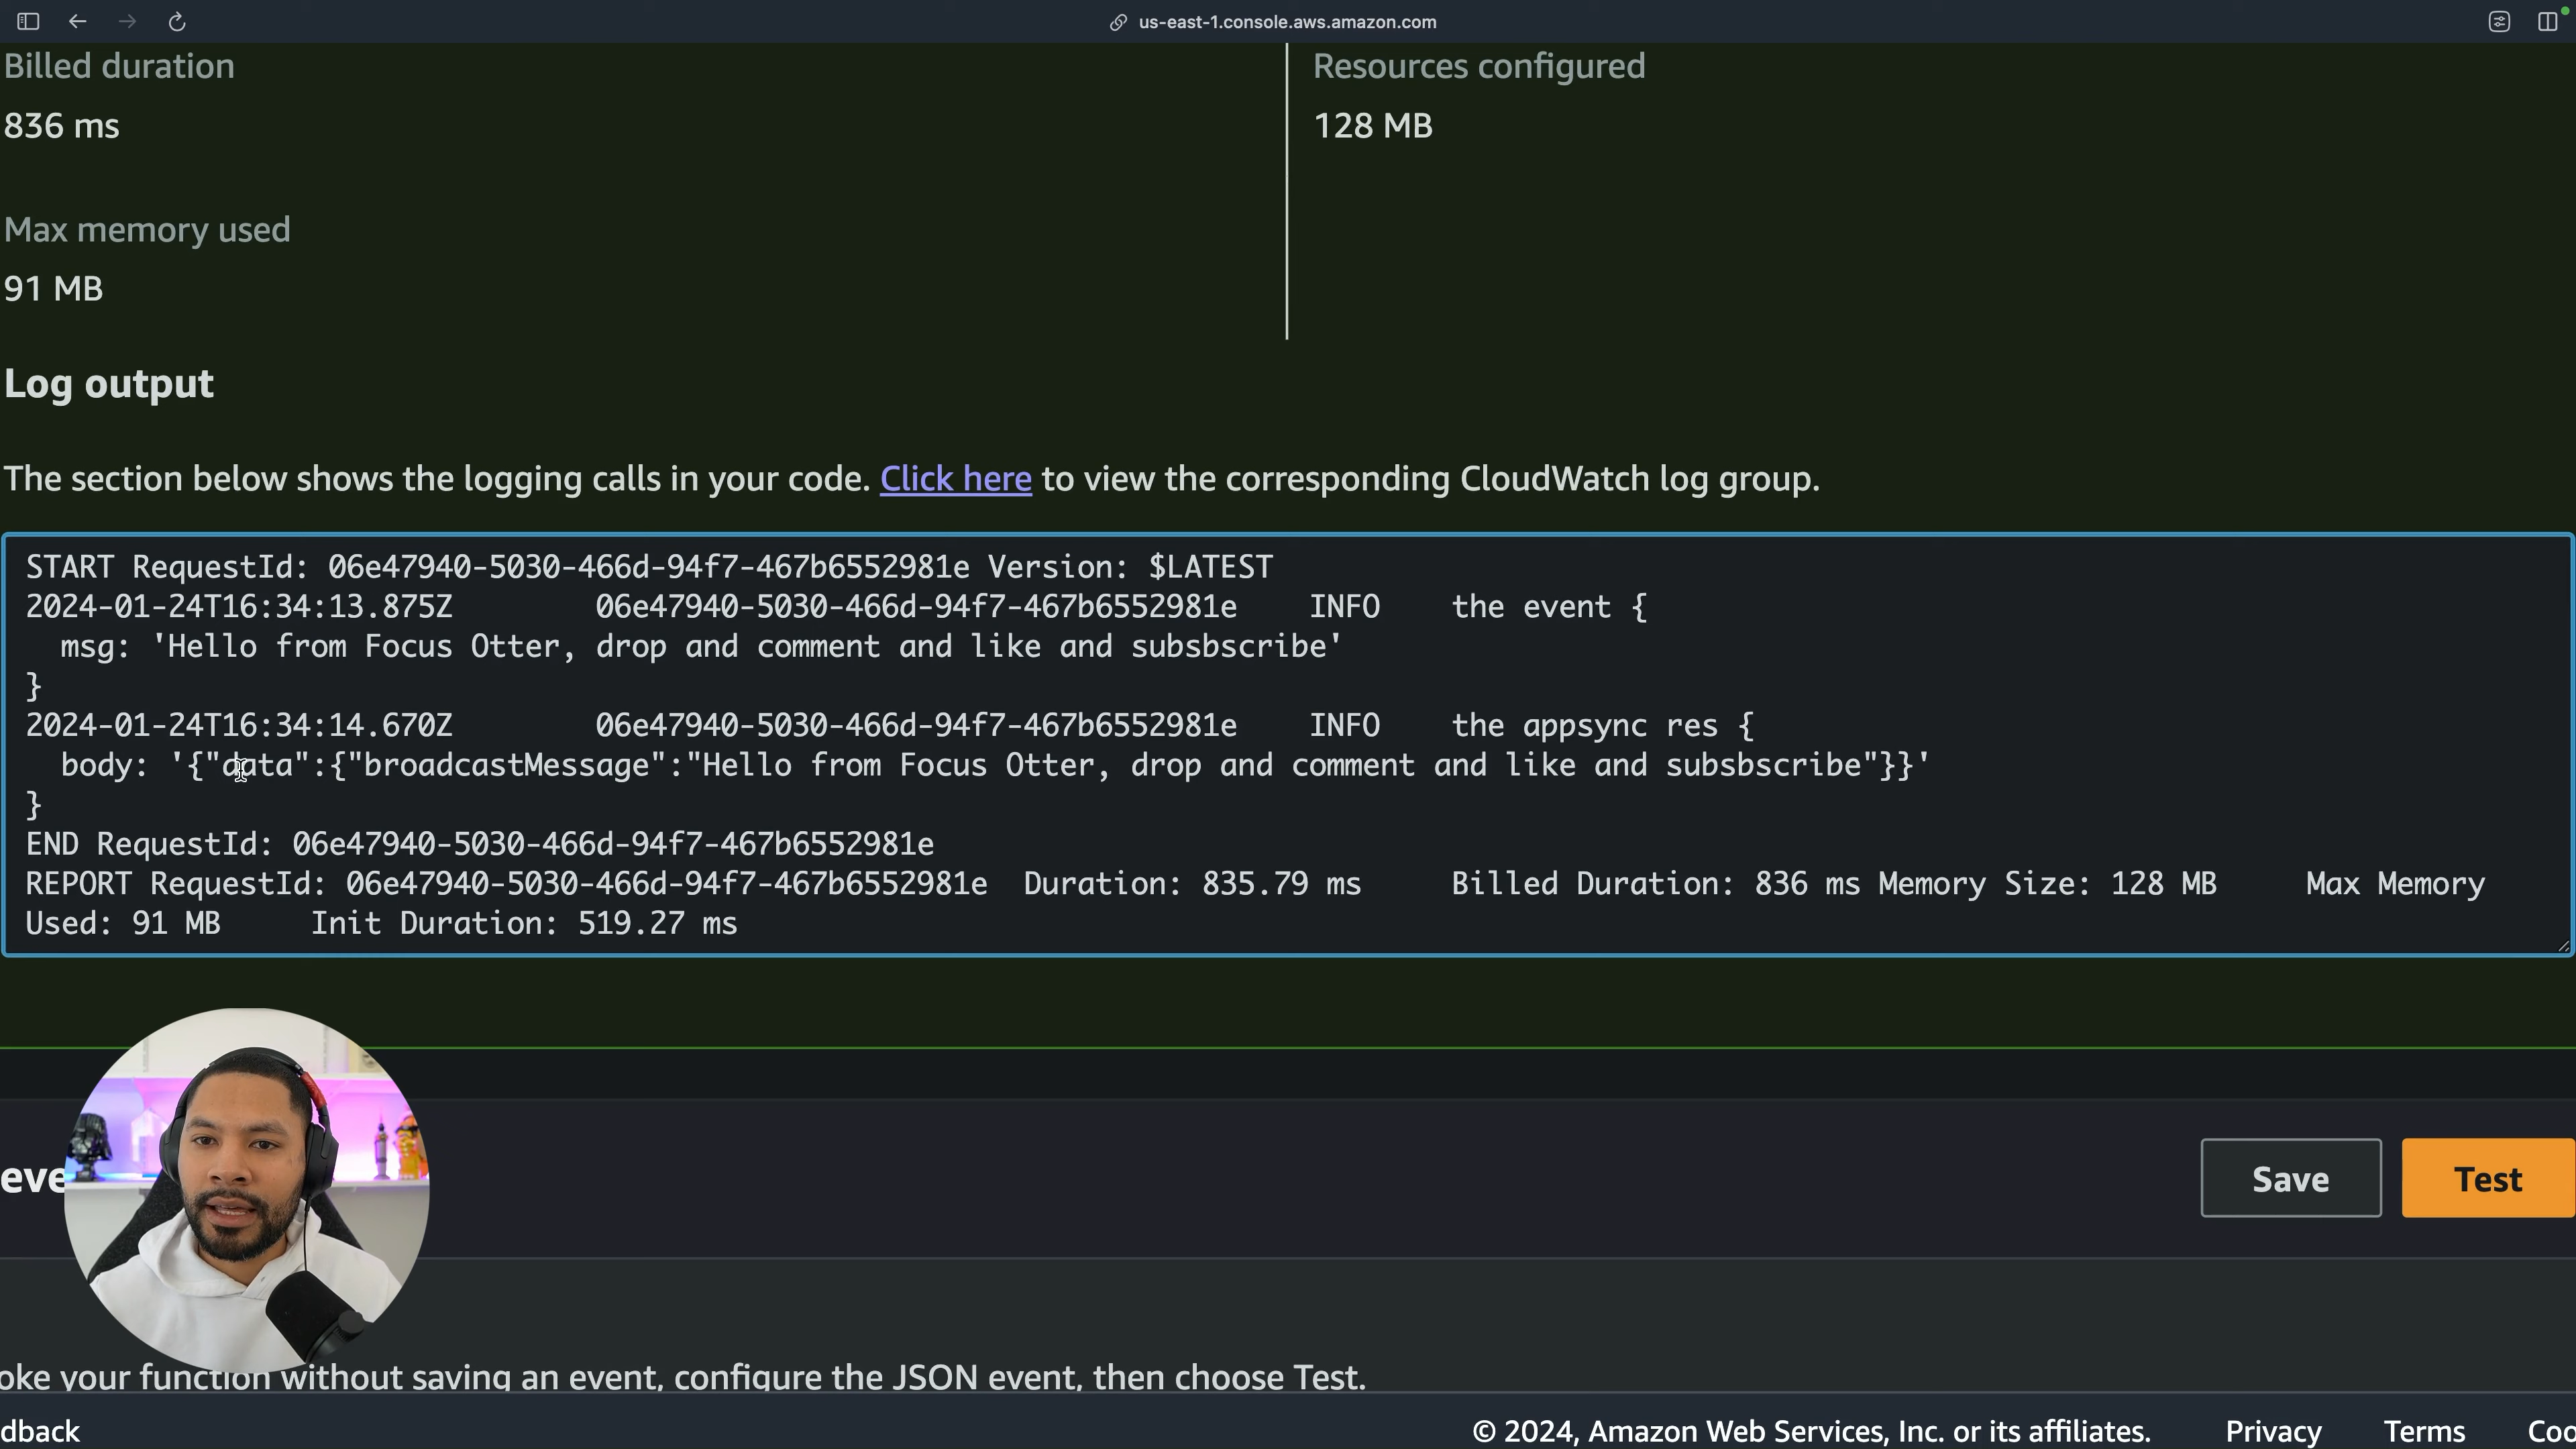 us-east-1.console.aws.amazon.com
Billed duration
836 ms
Resources configured
128 MB
Max memory used
91 MB
Log output
The section below shows the logging calls in your code. Click here to view the corresponding CloudWatch log group.
START RequestId: 06e47940-5030-466d-94f7-467b6552981e Version: $LATEST
2024-01-24T16:34:13.875Z 06e47940-5030-466d-94f7-467b6552981e INFO the event {
msg: 'Hello from Focus Otter, drop and comment and like and subsbscribe'
}
2024-01-24T16:34:14.670Z 06e47940-5030-466d-94f7-467b6552981e INFO the appsync res {
body: '{"data":{"broadcastMessage":"Hello from Focus Otter, drop and comment and like and subsbscribe"}}'
}
END RequestId: 06e47940-5030-466d-94f7-467b6552981e
REPORT RequestId: 06e47940-5030-466d-94f7-467b6552981e Duration: 835.79 ms Billed Duration: 836 ms Memory Size: 128 MB Max Memory
Used: 91 MB Init Duration: 519.27 ms
eve
Save
Test
oke your function without saving an event, configure the JSON event, then choose Test.
dback
© 2024, Amazon Web Services, Inc. or its affiliates.
Privacy
Terms
Coo